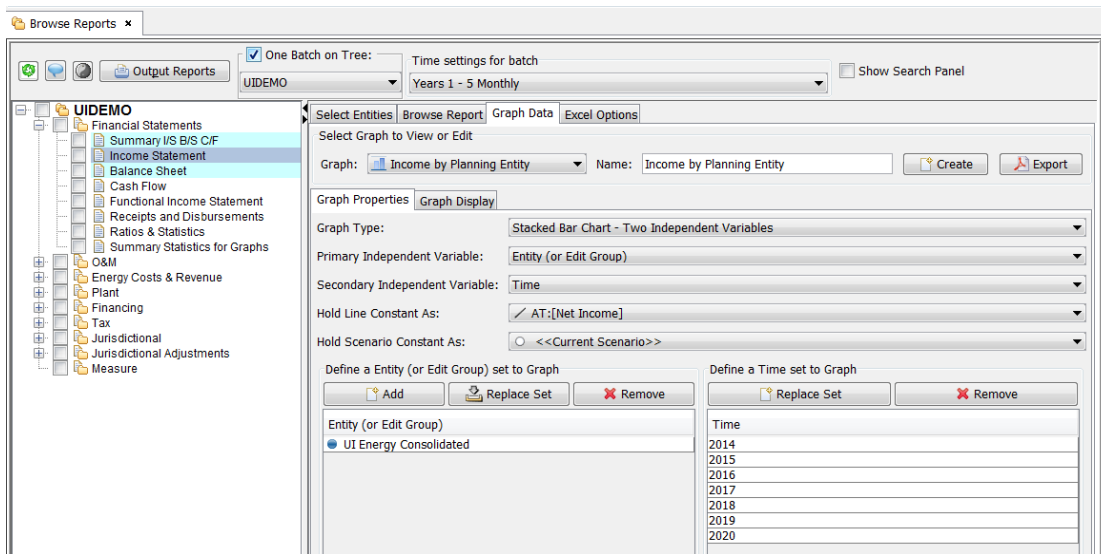 Browse Reports ×
Output Reports
One Batch on Tree:
UIDEMO
Time settings for batch
Years 1 - 5 Monthly
Show Search Panel
UIDEMO
Financial Statements
Summary I/S B/S C/F
Income Statement
Balance Sheet
Cash Flow
Functional Income Statement
Receipts and Disbursements
Ratios & Statistics
Summary Statistics for Graphs
O&M
Energy Costs & Revenue
Plant
Financing
Tax
Jurisdictional
Jurisdictional Adjustments
Measure
Select Entities Browse Report Graph Data Excel Options
Select Graph to View or Edit
Graph: Income by Planning Entity Name: Income by Planning Entity Create Export
Graph Properties Graph Display
Graph Type: Stacked Bar Chart - Two Independent Variables
Primary Independent Variable: Entity (or Edit Group)
Secondary Independent Variable: Time
Hold Line Constant As: AT:[Net Income]
Hold Scenario Constant As: <<Current Scenario>>
Define a Entity (or Edit Group) set to Graph
Add Replace Set Remove
Entity (or Edit Group)
UI Energy Consolidated
Define a Time set to Graph
Replace Set Remove
Time
2014
2015
2016
2017
2018
2019
2020